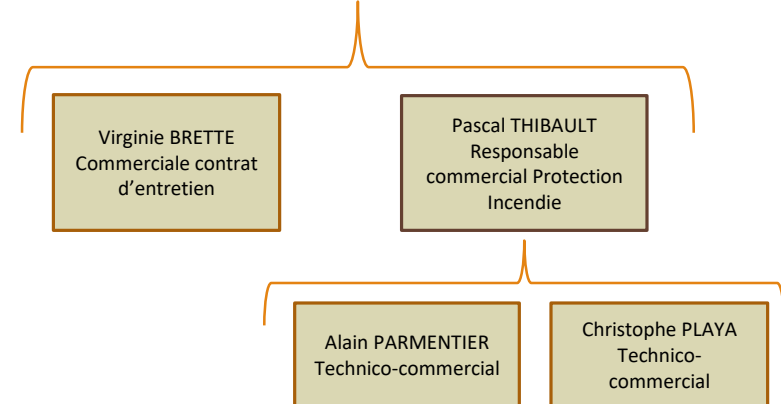 Virginie BRETTE
Commerciale contrat
d’entretien
Pascal THIBAULT
Responsable
commercial Protection
Incendie
Alain PARMENTIER
Technico-commercial
Christophe PLAYA
Technico-
commercial